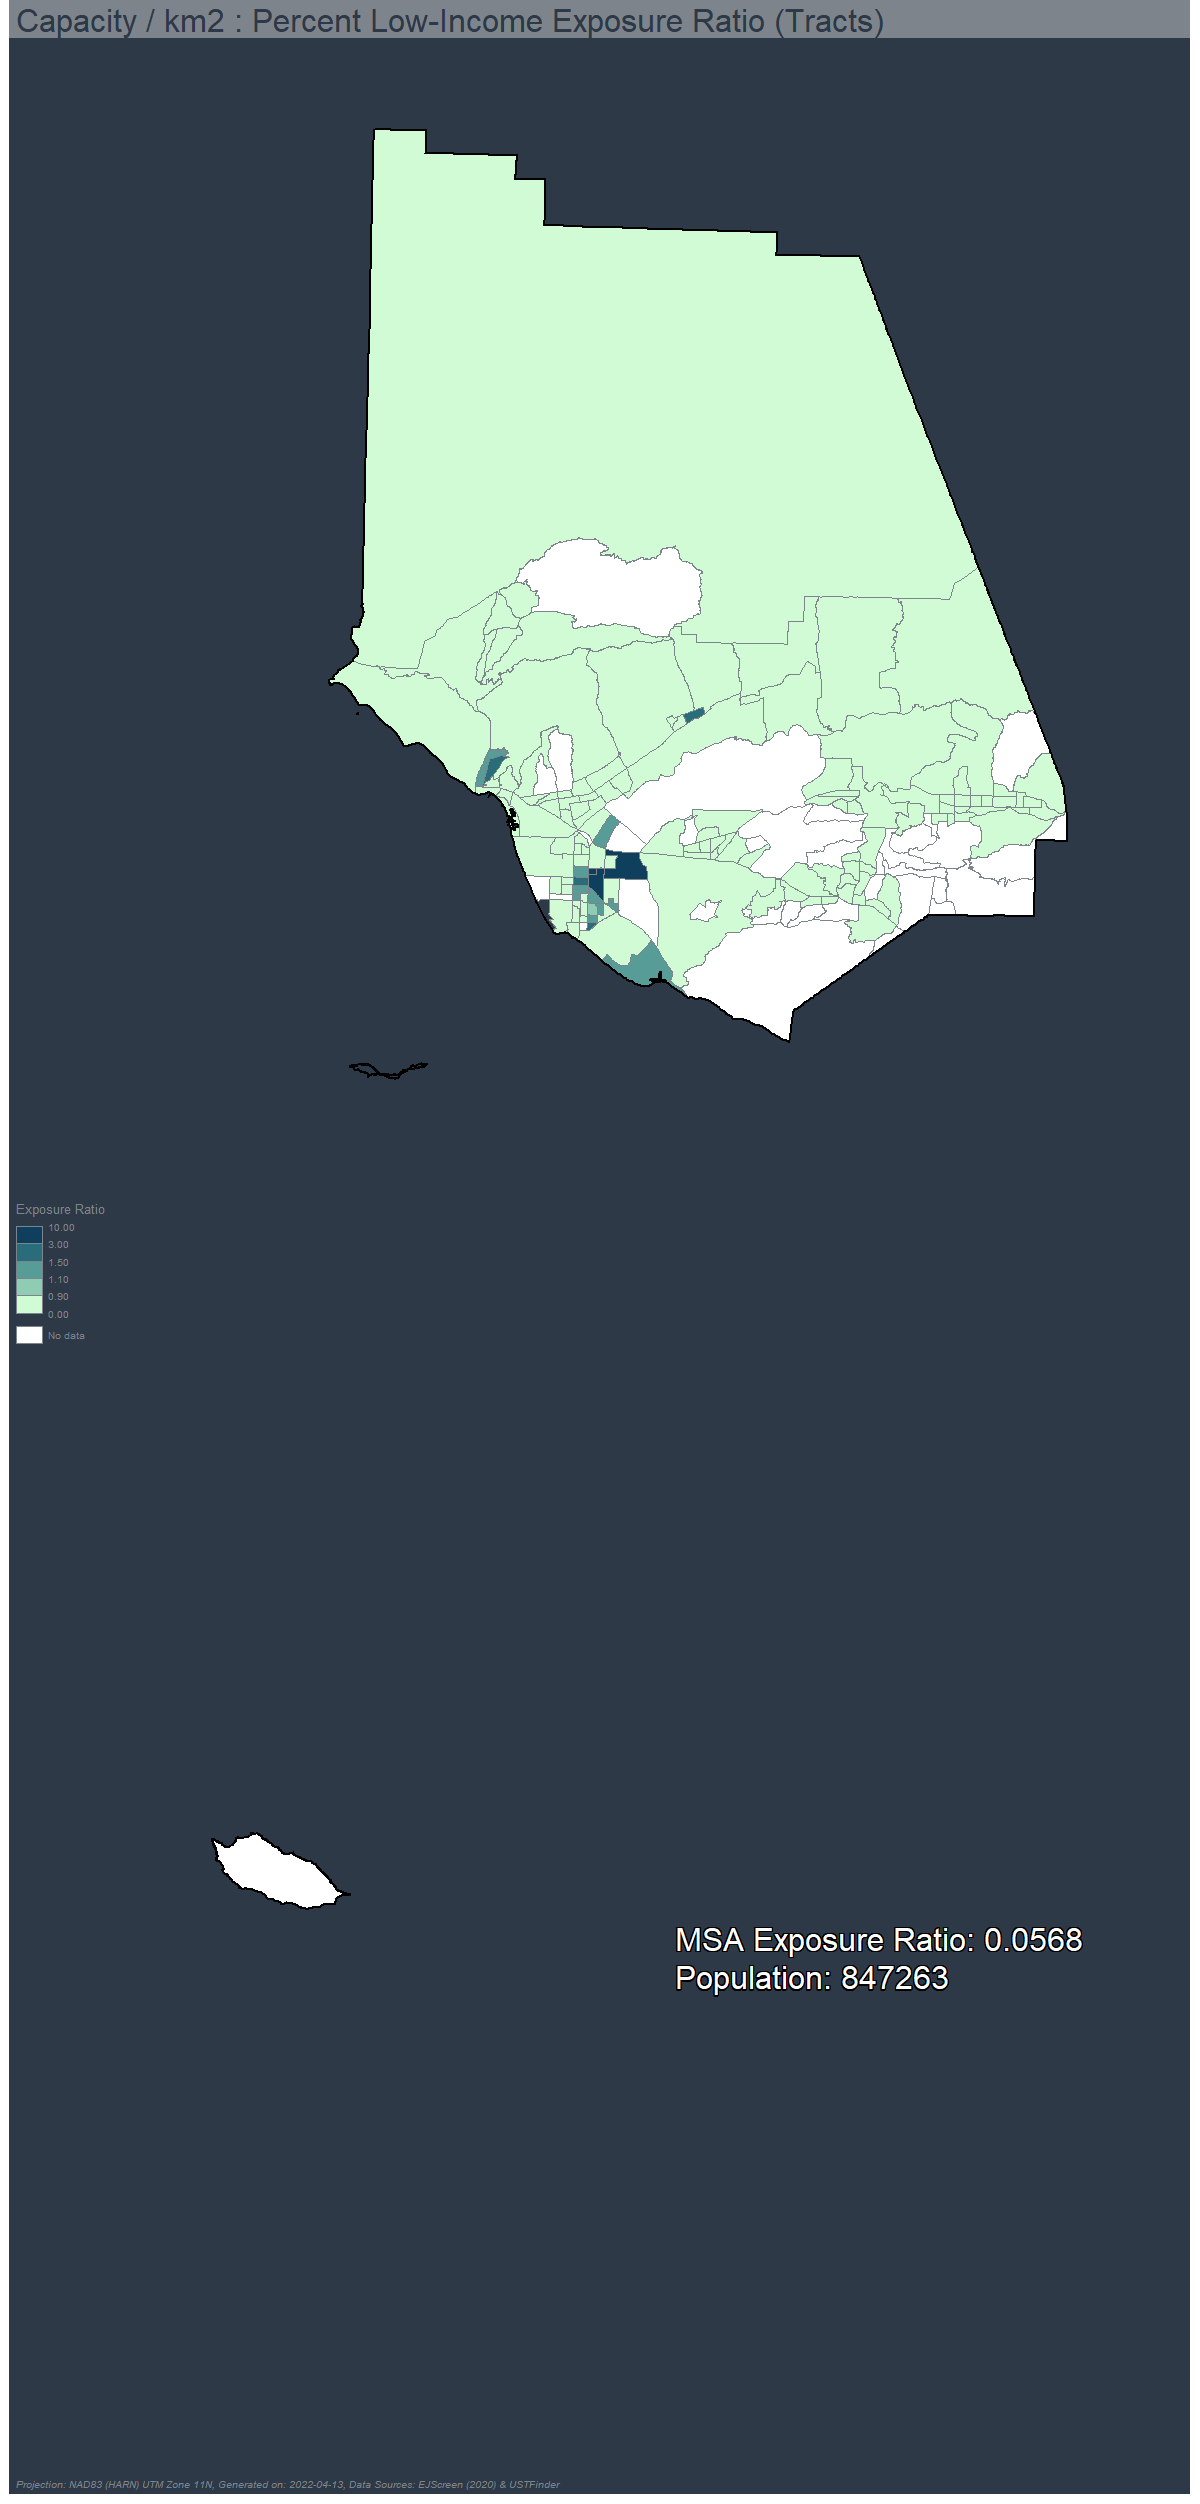 Capacity / km2 : Percent Low-Income Exposure Ratio (Tracts)
Exposure Ratio
10.00
3.00
1.50
1.10
0.90
0.00
No data
MSA Exposure Ratio: 0.0568
Population: 847263
Projection: NAD83 (HARN) UTM Zone 11N, Generated on: 2022-04-13, Data Sources: EJScreen (2020) & USTFinder